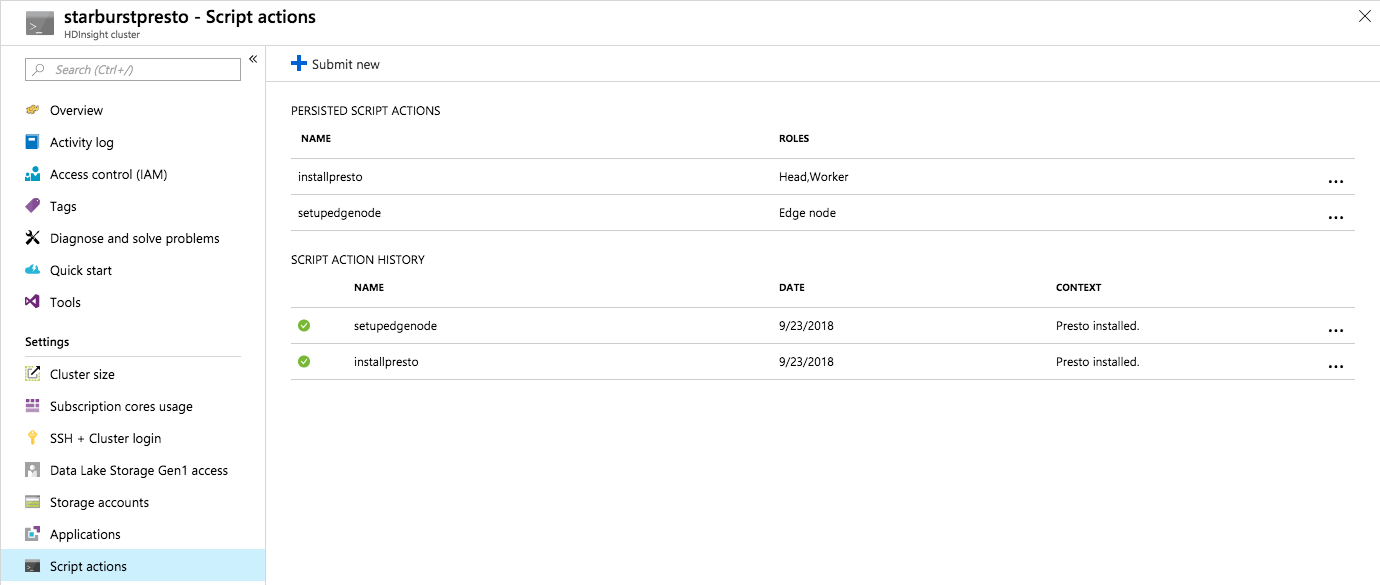 starburstpresto - Script actions
HDInsight cluster
Search (Ctrl+/)
«
Overview
Activity log
Access control (IAM)
Tags
Diagnose and solve problems
Quick start
Tools
Settings
Cluster size
Subscription cores usage
SSH + Cluster login
Data Lake Storage Gen1 access
Storage accounts
Applications
Script actions
Submit new
PERSISTED SCRIPT ACTIONS
NAME ROLES
installpresto Head,Worker ...
setupedgenode Edge node ...
SCRIPT ACTION HISTORY
NAME DATE CONTEXT
setupedgenode 9/23/2018 Presto installed. ...
installpresto 9/23/2018 Presto installed. ...